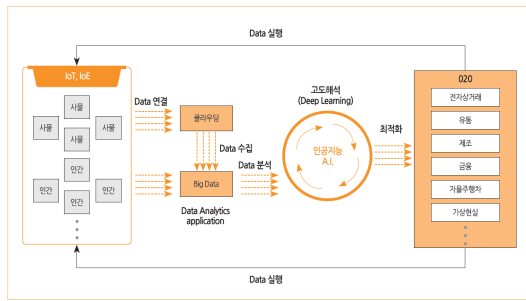 Data 실행
IoT, IoE
사물
사물
사물
사물
인간
인간
인간
인간
Data 연결
클라우딩
Data 수집
Big Data
Data Analytics
application
Data 분석
고도해석
(Deep Learning)
인공지능
A.I.
최적화
O2O
전자상거래
유통
제조
금융
자율주행차
가상현실
Data 실행